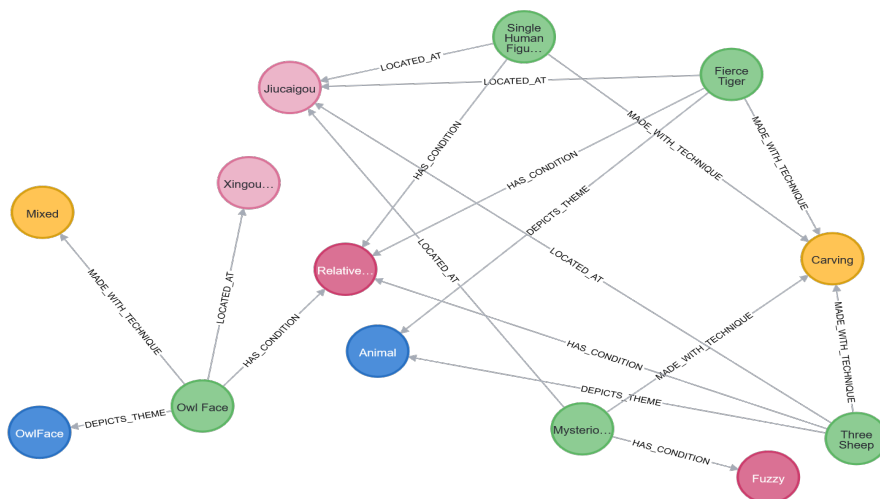 Single
Human
Figu...
LOCATED_AT
Fierce
Tiger
LOCATED_AT
Jiucaigou
HAS_CONDITION
MADE_WITH_TECHNIQUE
MADE_WITH_TECHNIQUE
HAS_CONDITION
Xingou...
DEPICTS_THEME
Mixed
LOCATED_AT
LOCATED_AT
Carving
Relative...
LOCATED_AT
MADE_WITH_TECHNIQUE
HAS_CONDITION
HAS_CONDITION
MADE_WITH_TECHNIQUE
MADE_WITH_TECHNIQUE
Animal
DEPICTS_THEME
Owl Face
DEPICTS_THEME
OwlFace
Mysterio...
HAS_CONDITION
Three
Sheep
Fuzzy